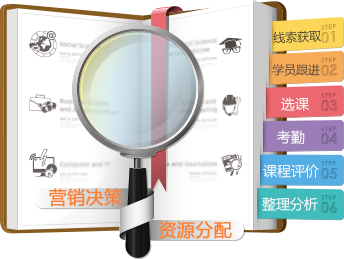 Social Sci
Social Science
STEP
线索获取 01
STEP
学员跟进 02
STEP
选课 03
STEP
考勤 04
STEP
课程评价 05
STEP
整理分析 06
Computer and IT
and Journalism
营销决策
资源分配